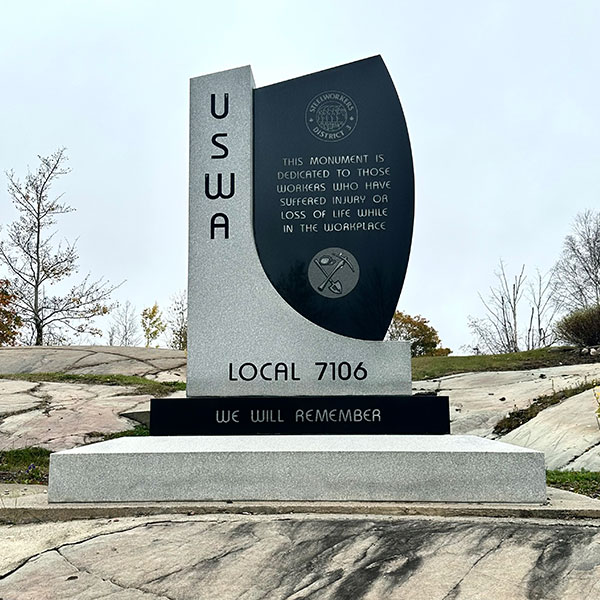 USWA
STEELWORKERS
DISTRICT 3
THIS MONUMENT IS
DEDICATED TO THOSE
WORKERS WHO HAVE
SUFFERED INJURY OR
LOSS OF LIFE WHILE
IN THE WORKPLACE
LOCAL 7106
WE WILL REMEMBER